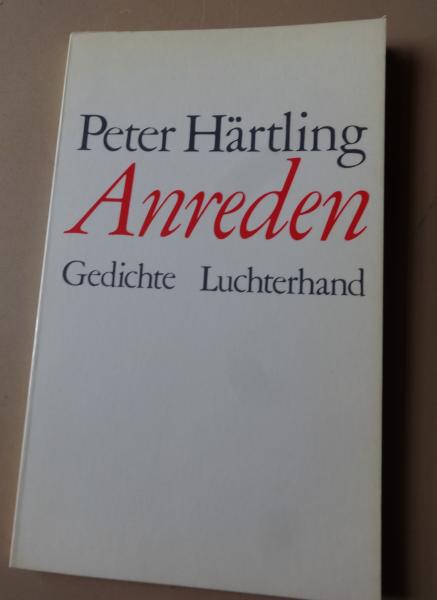 Peter Härtling
Anreden
Gedichte Luchterhand